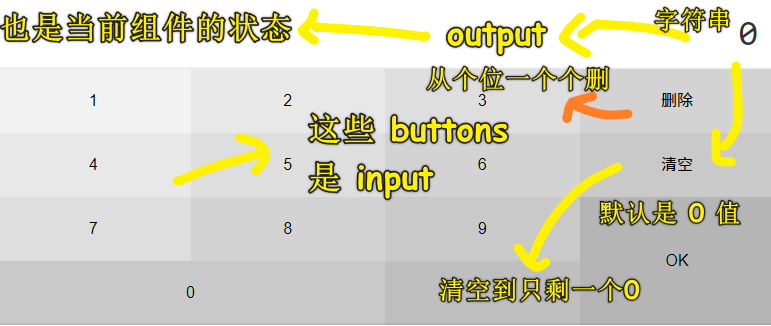 也是当前组件的状态
output
字符串
0
从个位一个个删
1
2
3
删除
这些 buttons
是 input
4
5
6
清空
默认是 0 值
7
8
9
OK
清空到只剩一个0
0